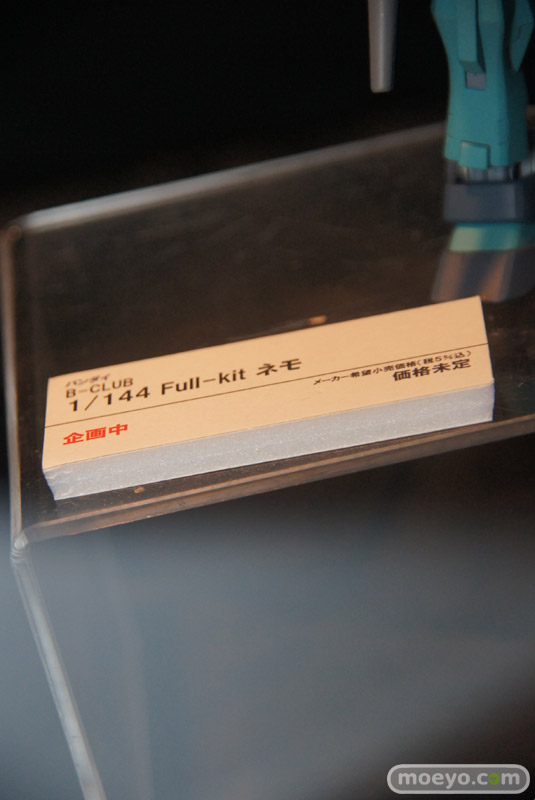 バンダイ
B-CLUB
1/144 Full-kit ネモ
メーカー希望小売価格(税5%込)
企画中
価格未定
moeyo.com